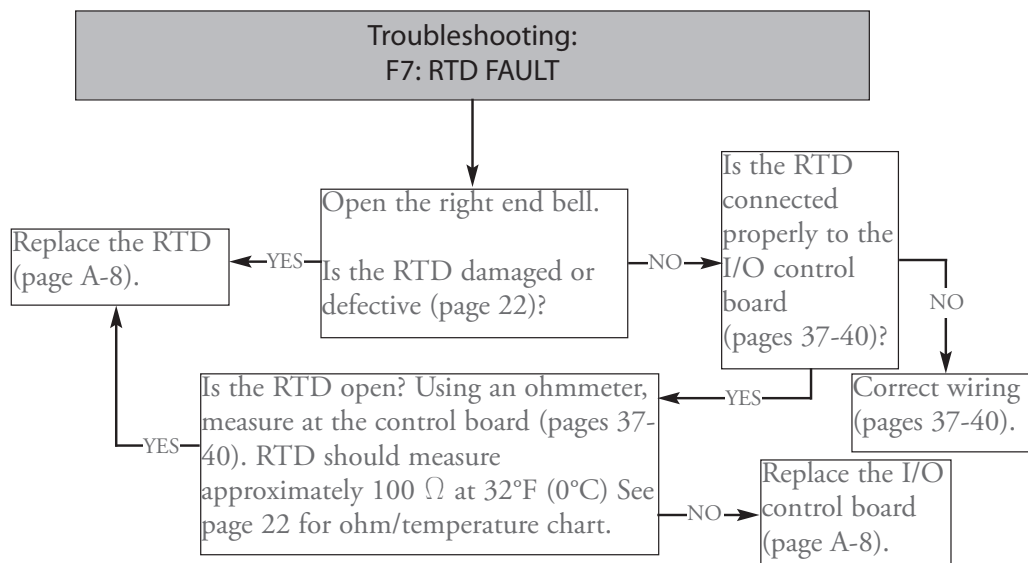 Troubleshooting:
F7: RTD FAULT
Open the right end bell.
Is the RTD damaged or
defective (page 22)?
YES
Replace the RTD
(page A-8).
NO
Is the RTD
connected
properly to the
I/O control
board
(pages 37-40)?
NO
Correct wiring
(pages 37-40).
YES
Is the RTD open? Using an ohmmeter,
measure at the control board (pages 37-
40). RTD should measure
approximately 100 Ω at 32°F (0°C) See
page 22 for ohm/temperature chart.
YES
NO
Replace the I/O
control board
(page A-8).